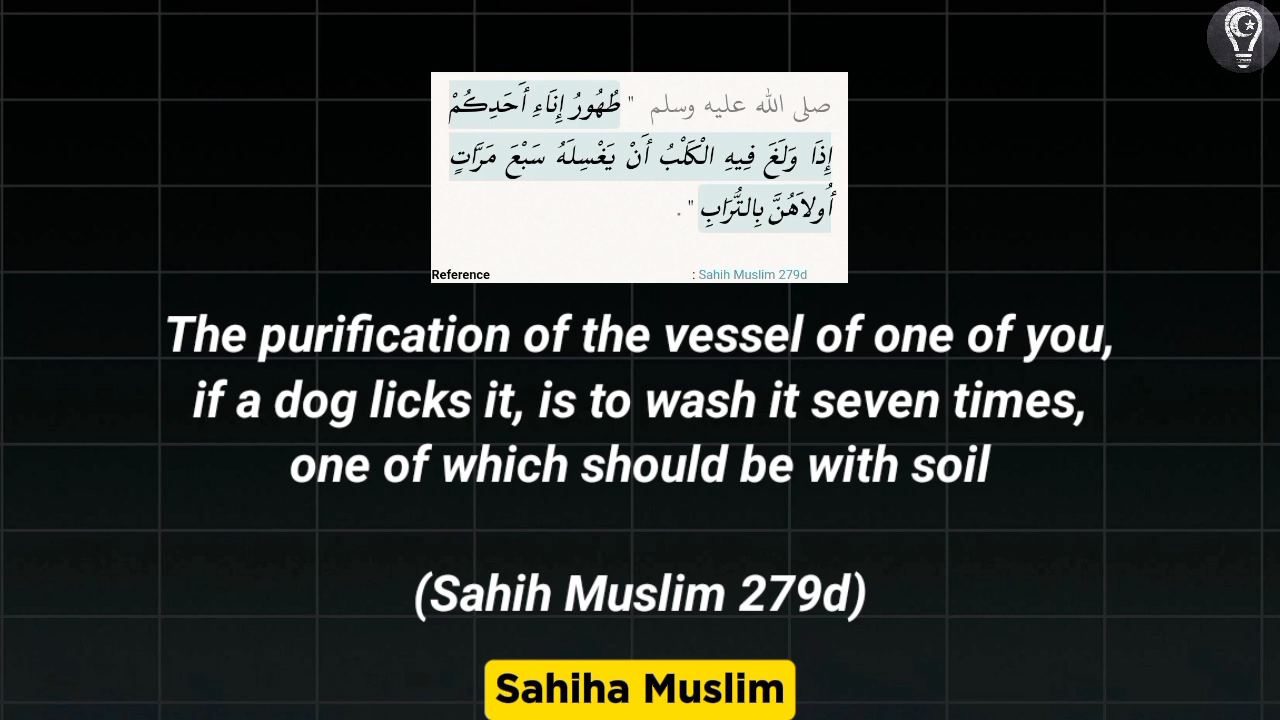 صلى الله عليه وسلم " طُهُورُ إِنَاءِ أَحَدِكُمْ
إِذَا وَلَغَ فِيهِ الْكَلْبُ أَنْ يَغْسِلَهُ سَبْعَ مَرَّاتٍ
أُولاَهُنَّ بِالتُّرَابِ " .
Reference : Sahih Muslim 279d
The purification of the vessel of one of you,
if a dog licks it, is to wash it seven times,
one of which should be with soil
(Sahih Muslim 279d)
Sahiha Muslim